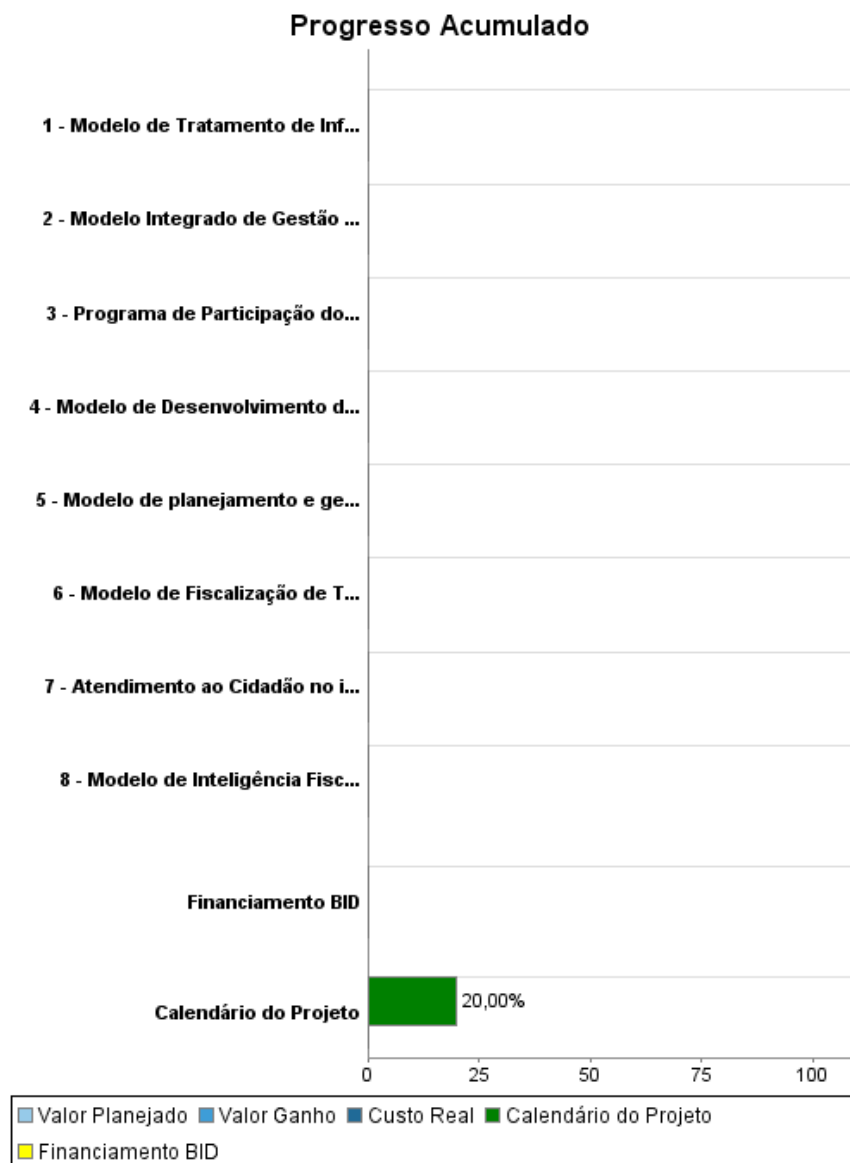 Progresso Acumulado
1 - Modelo de Tratamento de Inf...
2 - Modelo Integrado de Gestão ...
3 - Programa de Participação do...
4 - Modelo de Desenvolvimento d...
5 - Modelo de planejamento e ge...
6 - Modelo de Fiscalização de T...
7 - Atendimento ao Cidadão no i...
8 - Modelo de Inteligência Fisc...
Financiamento BID
Calendário do Projeto
20,00%
0 25 50 75 100
Valor Planejado Valor Ganho Custo Real Calendário do Projeto
Financiamento BID